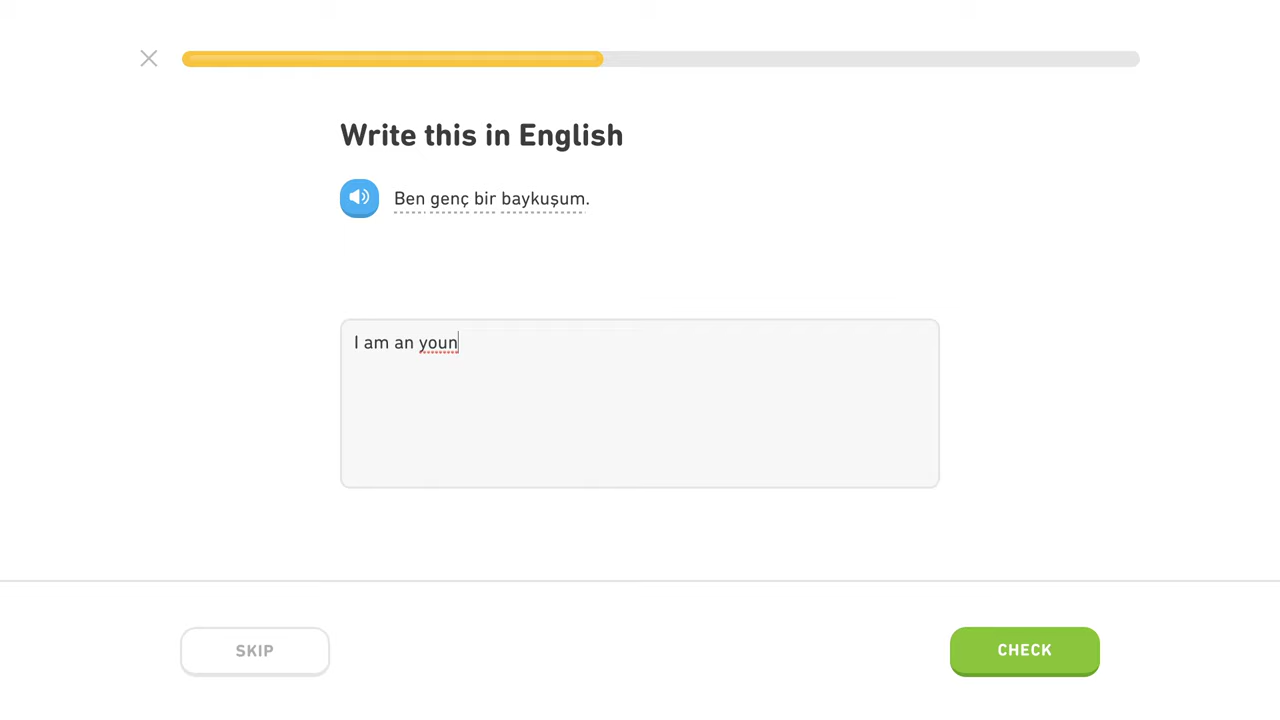 Write this in English
Ben genç bir baykuşum.
I am an youn
SKIP
CHECK